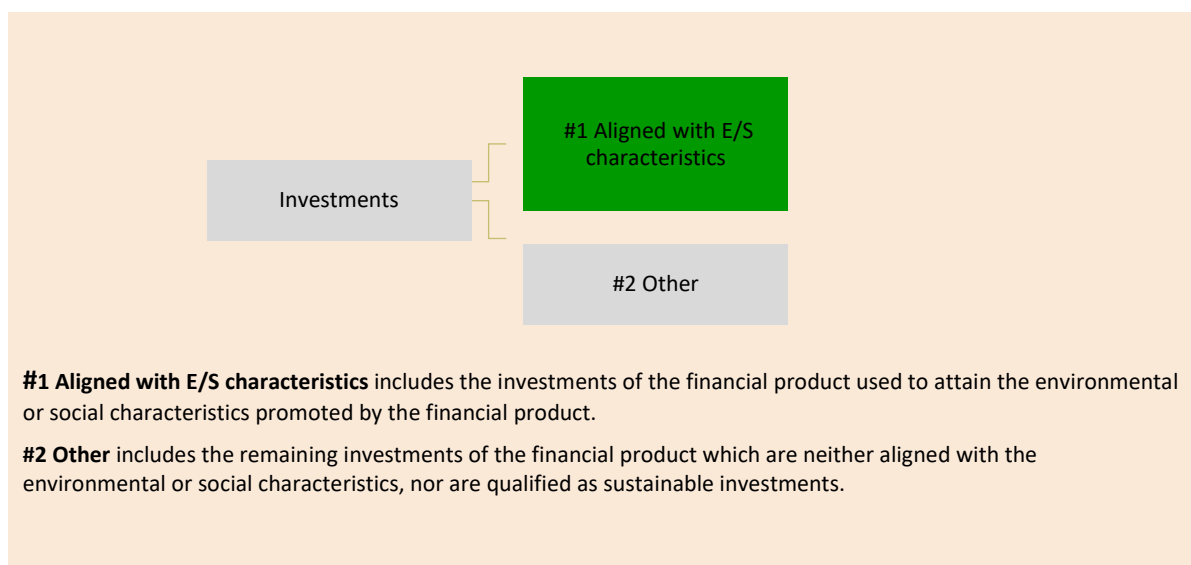 #1 Aligned with E/S
characteristics
Investments
#2 Other
#1 Aligned with E/S characteristics includes the investments of the financial product used to attain the environmental
or social characteristics promoted by the financial product.
#2 Other includes the remaining investments of the financial product which are neither aligned with the
environmental or social characteristics, nor are qualified as sustainable investments.